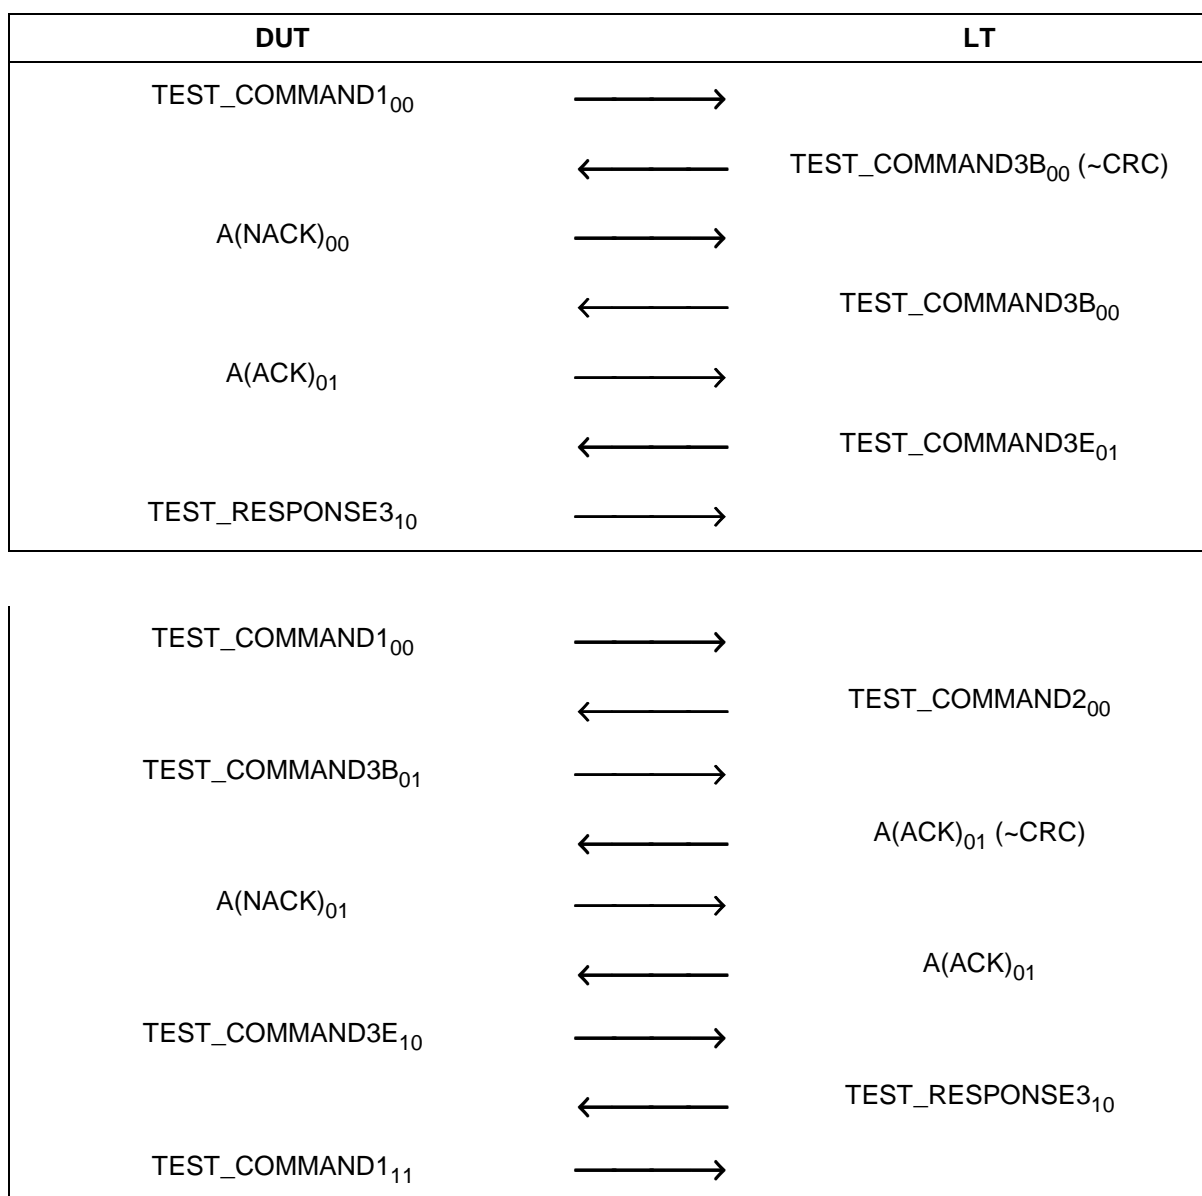 DUT LT
TEST_COMMAND1₀₀
TEST_COMMAND3B₀₀ (~CRC)
A(NACK)₀₀
TEST_COMMAND3B₀₀
A(ACK)₀₁
TEST_COMMAND3E₀₁
TEST_RESPONSE3₁₀
TEST_COMMAND1₀₀
TEST_COMMAND2₀₀
TEST_COMMAND3B₀₁
A(ACK)₀₁ (~CRC)
A(NACK)₀₁
A(ACK)₀₁
TEST_COMMAND3E₁₀
TEST_RESPONSE3₁₀
TEST_COMMAND1₁₁